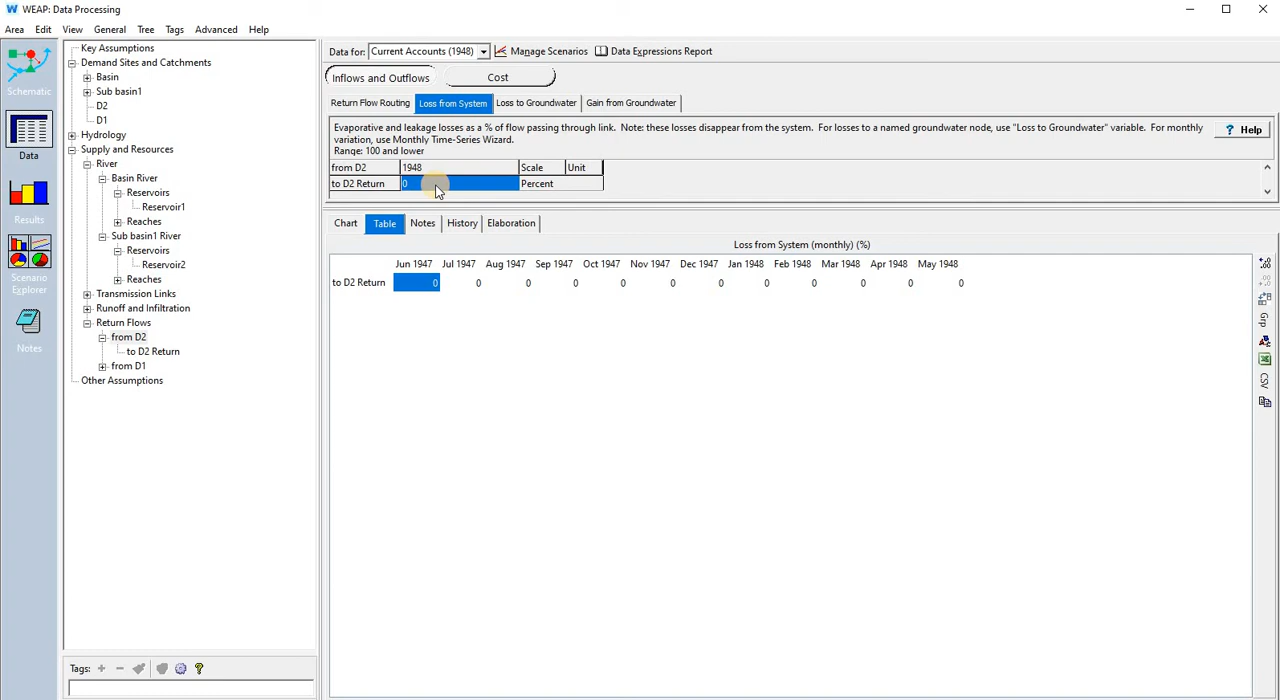 WEAP: Data Processing
Area Edit View General Tree Tags Advanced Help
Schematic
Data
Results
Scenario Explorer
Notes
Key Assumptions
Demand Sites and Catchments
Basin
Sub basin1
D2
D1
Hydrology
Supply and Resources
River
Basin River
Reservoirs
Reservoir1
Reaches
Sub basin1 River
Reservoirs
Reservoir2
Reaches
Transmission Links
Runoff and Infiltration
Return Flows
from D2
to D2 Return
from D1
Other Assumptions
Tags:
Data for: Current Accounts (1948) Manage Scenarios Data Expressions Report
Inflows and Outflows Cost
Return Flow Routing Loss from System Loss to Groundwater Gain from Groundwater
Evaporative and leakage losses as a % of flow passing through link. Note: these losses disappear from the system. For losses to a named groundwater node, use "Loss to Groundwater" variable. For monthly
variation, use Monthly Time-Series Wizard.
Range: 100 and lower
? Help
from D2 1948 Scale Unit
to D2 Return 0 Percent
Chart Table Notes History Elaboration
Loss from System (monthly) (%)
Jun 1947 Jul 1947 Aug 1947 Sep 1947 Oct 1947 Nov 1947 Dec 1947 Jan 1948 Feb 1948 Mar 1948 Apr 1948 May 1948
to D2 Return 0 0 0 0 0 0 0 0 0 0 0 0
Grp
CSV